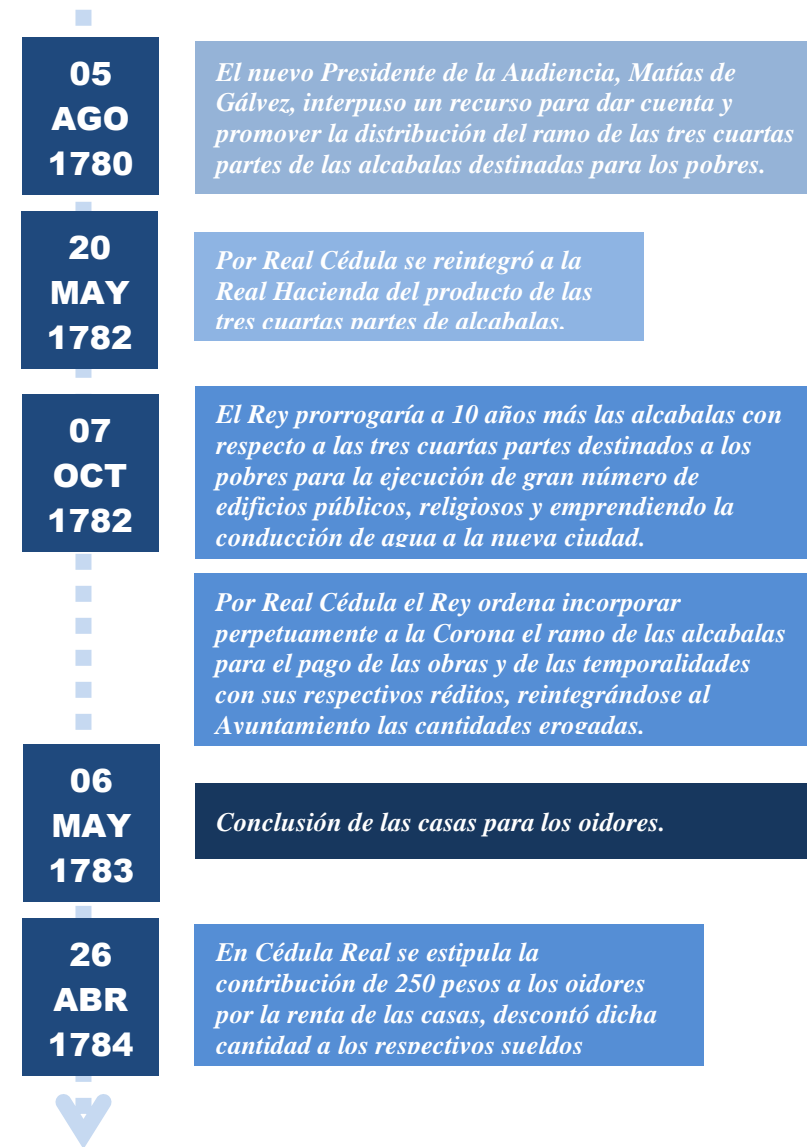 05
AGO
1780
El nuevo Presidente de la Audiencia, Matías de
Gálvez, interpuso un recurso para dar cuenta y
promover la distribución del ramo de las tres cuartas
partes de las alcabalas destinadas para los pobres.
20
MAY
1782
Por Real Cédula se reintegró a la
Real Hacienda del producto de las
tres cuartas partes de alcabalas.
07
OCT
1782
El Rey prorrogaría a 10 años más las alcabalas con
respecto a las tres cuartas partes destinados a los
pobres para la ejecución de gran número de
edificios públicos, religiosos y emprendiendo la
conducción de agua a la nueva ciudad.
Por Real Cédula el Rey ordena incorporar
perpetuamente a la Corona el ramo de las alcabalas
para el pago de las obras y de las temporalidades
con sus respectivos réditos, reintegrándose al
Ayuntamiento las cantidades erogadas.
06
MAY
1783
Conclusión de las casas para los oidores.
26
ABR
1784
En Cédula Real se estipula la
contribución de 250 pesos a los oidores
por la renta de las casas, descontó dicha
cantidad a los respectivos sueldos